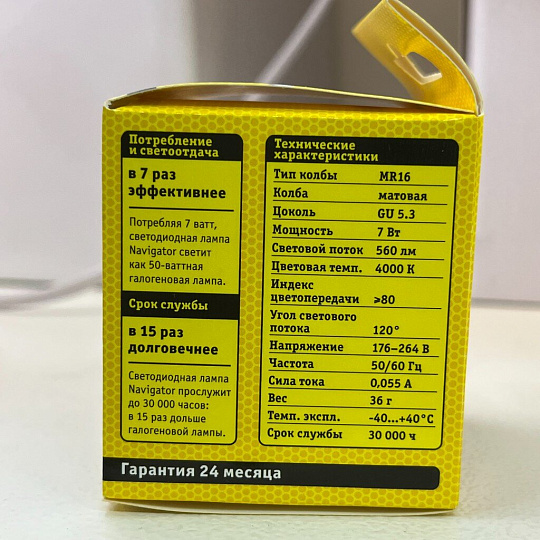 Потребление
и светоотдача
в 7 раз
эффективнее
Потребляя 7 ватт,
светодиодная лампа
Navigator светит
как 50-ваттная
галогеновая лампа.
Срок службы
в 15 раз
долговечнее
Светодиодная лампа
Navigator прослужит
до 30 000 часов:
в 15 раз дольше
галогеновой лампы.
Технические
характеристики
Тип колбы MR16
Колба матовая
Цоколь GU 5.3
Мощность 7 Вт
Световой поток 560 лм
Цветовая темп. 4000 К
Индекс
цветопередачи ≥80
Угол светового
потока 120°
Напряжение 176–264 В
Частота 50/60 Гц
Сила тока 0,055 А
Вес 36 г
Темп. экспл. -40...+40°C
Срок службы 30 000 ч
Гарантия 24 месяца